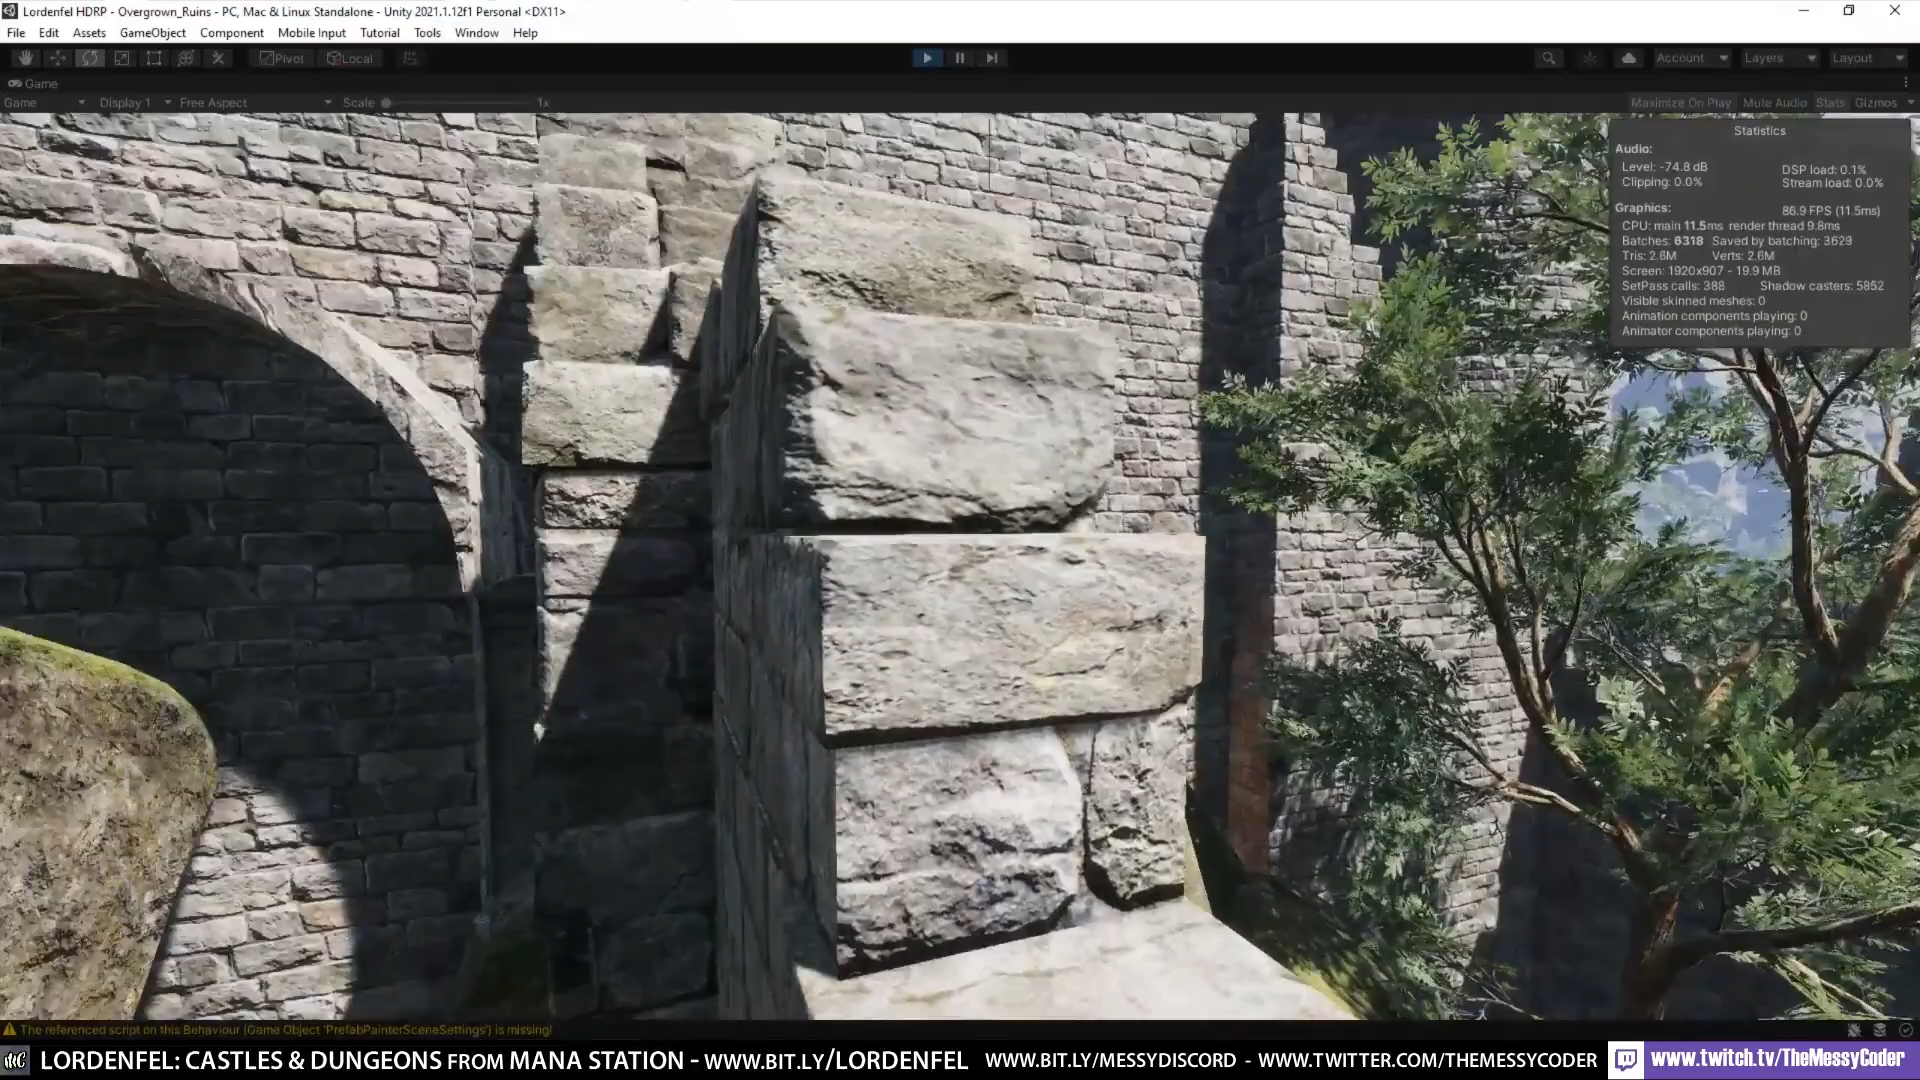 Lordenfel HDRP - Overgrown_Ruins - PC, Mac & Linux Standalone - Unity 2021.1.12f1 Personal <DX11>
File Edit Assets GameObject Component Mobile Input Tutorial Tools Window Help
Pivot Local Account Layers Layout
Game
Game Display 1 Free Aspect Scale 1x Maximize On Play Mute Audio Stats Gizmos
Statistics
Audio:
Level: -74.8 dB DSP load: 0.1%
Clipping: 0.0% Stream load: 0.0%
Graphics: 86.9 FPS (11.5ms)
CPU: main 11.5ms render thread 9.8ms
Batches: 6318 Saved by batching: 3629
Tris: 2.6M Verts: 2.6M
Screen: 1920x907 - 19.9 MB
SetPass calls: 388 Shadow casters: 5852
Visible skinned meshes: 0
Animation components playing: 0
Animator components playing: 0
The referenced script on this Behaviour (Game Object 'PrefabPainterSceneSettings') is missing!
LORDENFEL: CASTLES & DUNGEONS FROM MANA STATION - WWW.BIT.LY/LORDENFEL WWW.BIT.LY/MESSYDISCORD - WWW.TWITTER.COM/THEMESSYCODER www.twitch.tv/TheMessyCoder